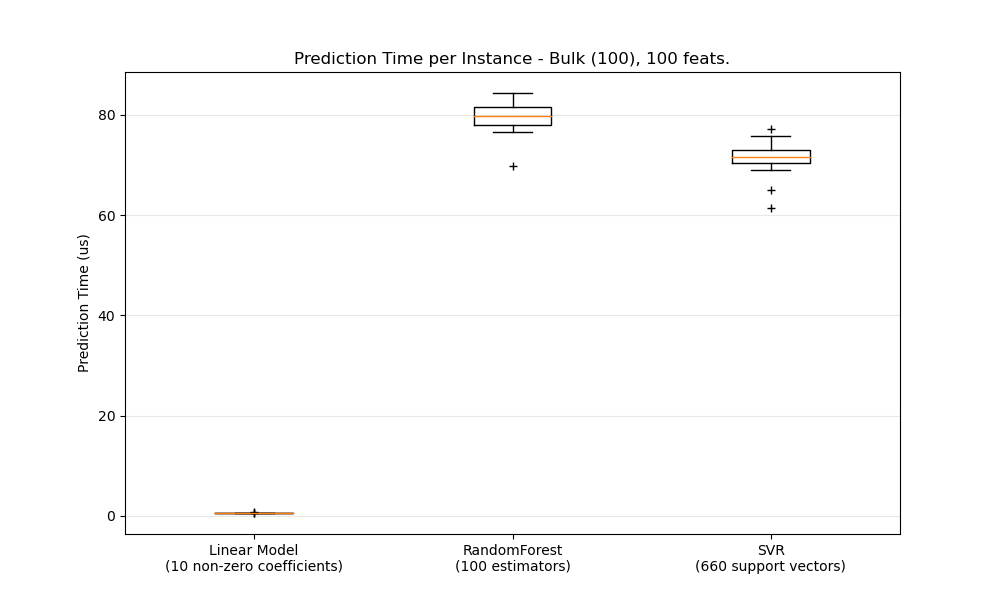 Prediction Time per Instance - Bulk (100), 100 feats.
Prediction Time (us)
80
60
40
20
0
Linear Model
(10 non-zero coefficients)
RandomForest
(100 estimators)
SVR
(660 support vectors)